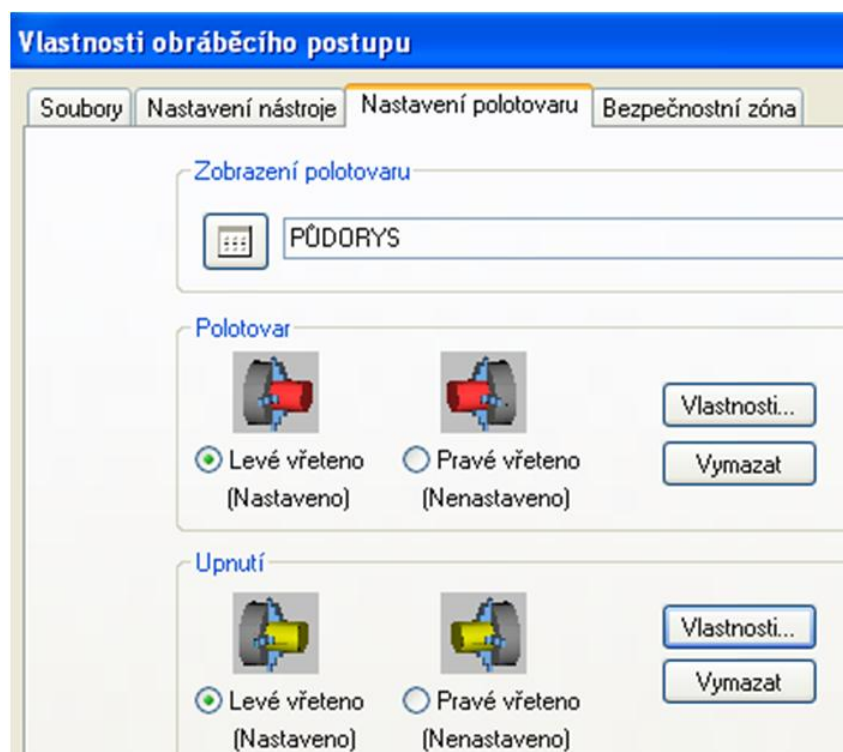 Vlastnosti obráběcího postupu
Soubory Nastavení nástroje Nastavení polotovaru Bezpečnostní zóna
Zobrazení polotovaru
PŮDORYS
Polotovar
Levé vřeteno Pravé vřeteno Vlastnosti...
(Nastaveno) (Nenastaveno) Vymazat
Upnutí
Levé vřeteno Pravé vřeteno Vlastnosti...
(Nastaveno) (Nenastaveno) Vymazat